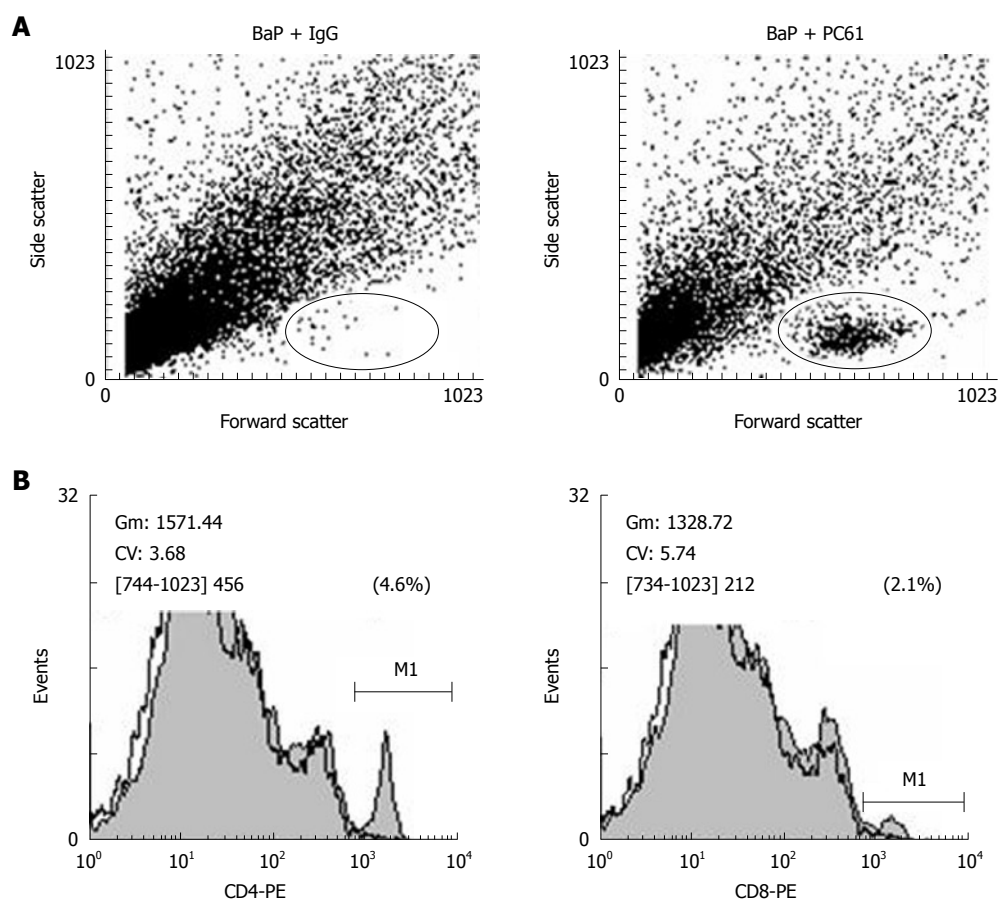 A
BaP + IgG
1023
Side scatter
0
0
1023
Forward scatter
BaP + PC61
1023
Side scatter
0
0
1023
Forward scatter
B
32
Gm: 1571.44
CV: 3.68
[744-1023] 456 (4.6%)
M1
Events
0
10^0 10^1 10^2 10^3 10^4
CD4-PE
32
Gm: 1328.72
CV: 5.74
[734-1023] 212 (2.1%)
M1
Events
0
10^0 10^1 10^2 10^3 10^4
CD8-PE